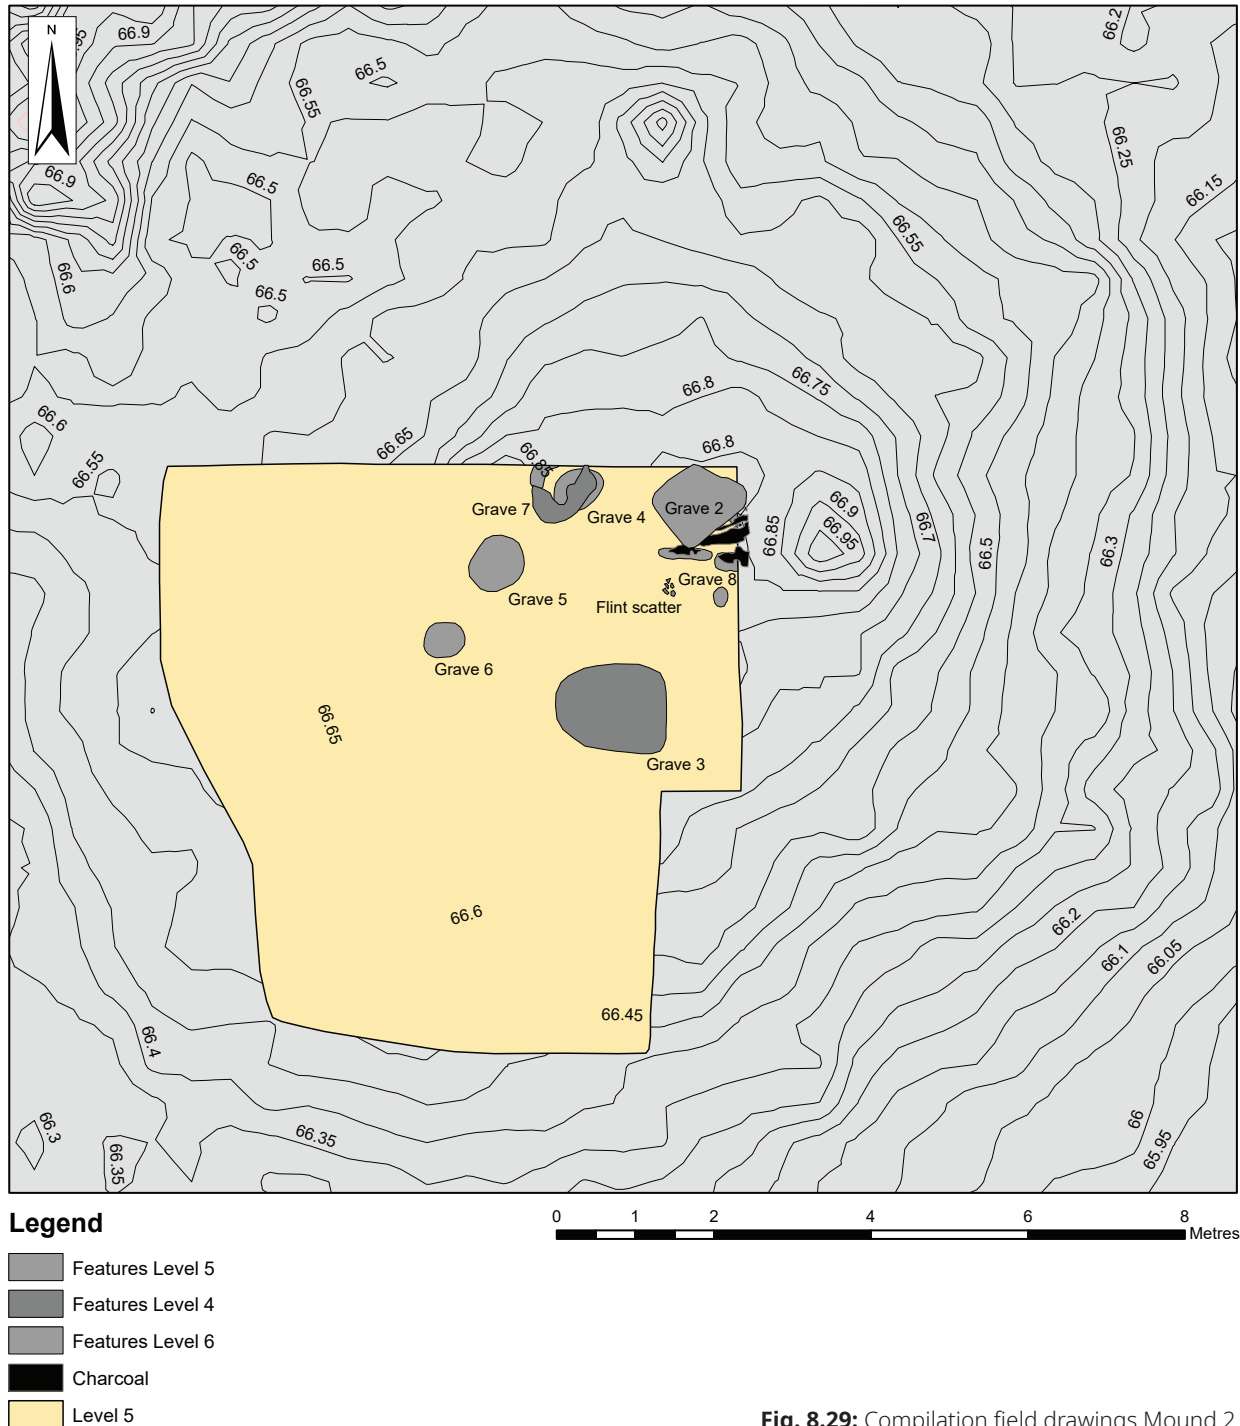 N
66.9
66.2
66.5
66.55
66.25
66.9
66.5
66.15
66.55
66.5
66.6
66.5
66.5
66.75
66.8
66.6
66.65
66.8
66.85
66.55
66.9
Grave 7
Grave 4
Grave 2
66.85
66.95
66.7
66.5
66.3
Grave 8
Grave 5
Flint scatter
Grave 6
66.65
Grave 3
66.6
66.2
66.1
66.05
66.45
66.4
66.3
66.35
66.35
66
65.95
Legend
0 1 2 4 6 8
Metres
Features Level 5
Features Level 4
Features Level 6
Charcoal
Level 5
Fig. 8.29: Compilation field drawings Mound 2